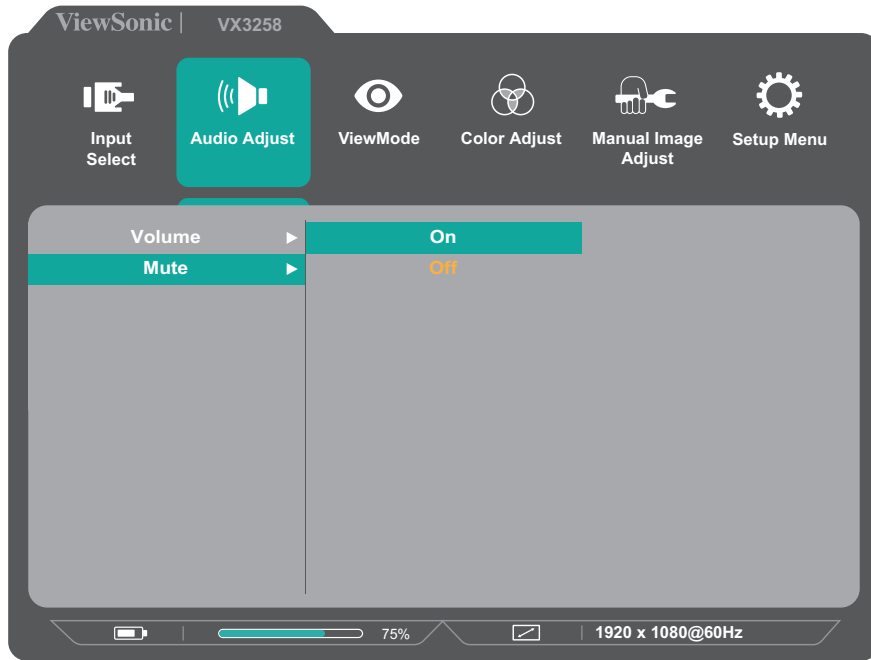 ViewSonic | VX3258
Input
Select
Audio Adjust
ViewMode
Color Adjust
Manual Image
Adjust
Setup Menu
Volume
On
Mute
Off
75%
1920 x 1080@60Hz